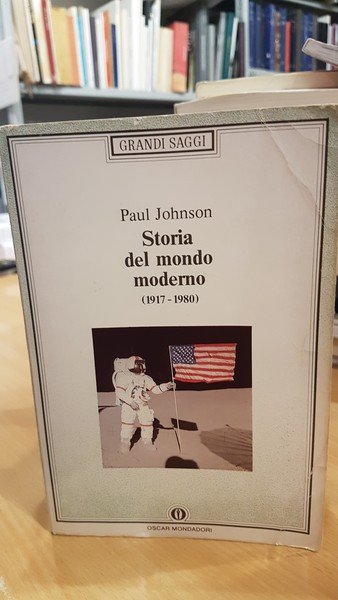 GRANDI SAGGI
Paul Johnson
Storia
del mondo
moderno
(1917-1980)
OSCAR MONDADORI